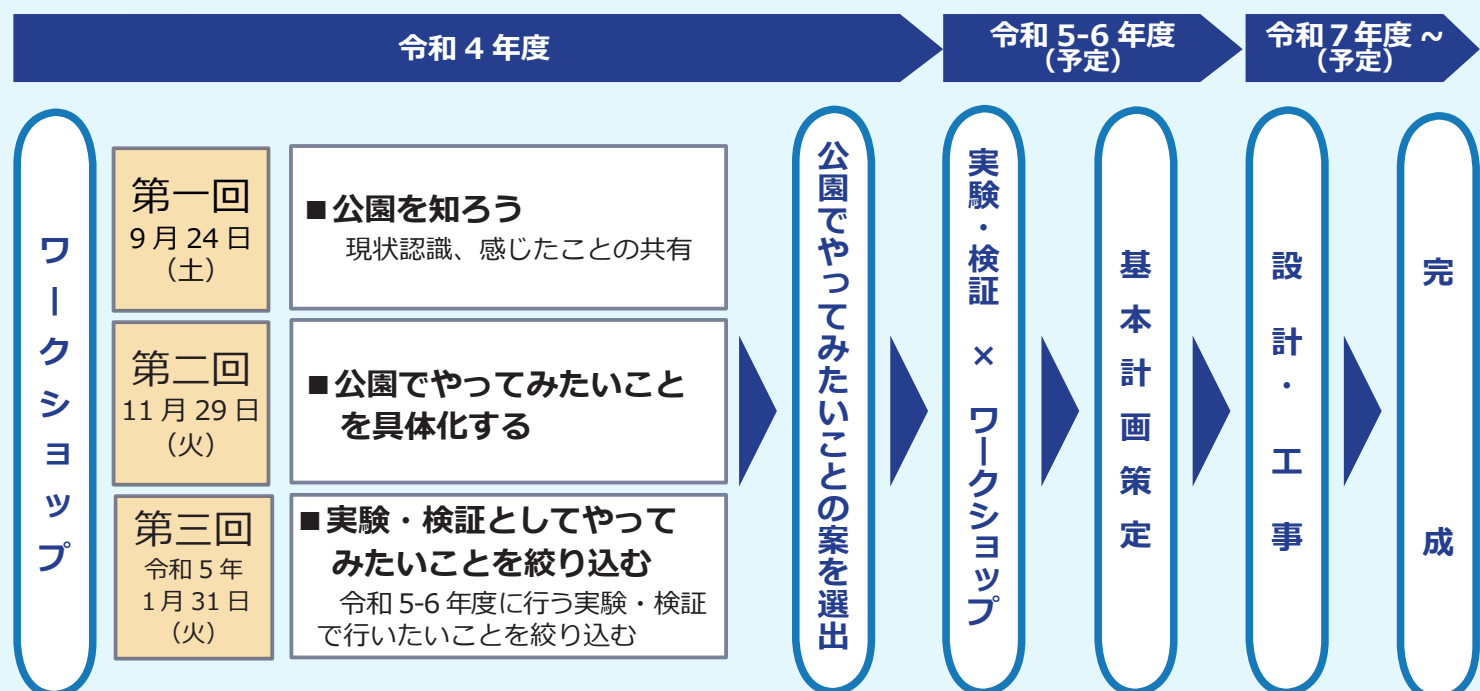 令和 4 年度
令和 5-6 年度
（予定）
令和７年度 ~
（予定）
ワークショップ
第一回
9 月 24 日
（土）
■公園を知ろう
現状認識、感じたことの共有
第二回
11 月 29 日
（火）
■公園でやってみたいこと
を具体化する
第三回
令和 5 年
1 月 31 日
（火）
■実験・検証としてやって
みたいことを絞り込む
令和 5-6 年度に行う実験・検証
で行いたいことを絞り込む
公園でやってみたいことの案を選出
実験・検証 × ワークショップ
基本計画策定
設計・工事
完成